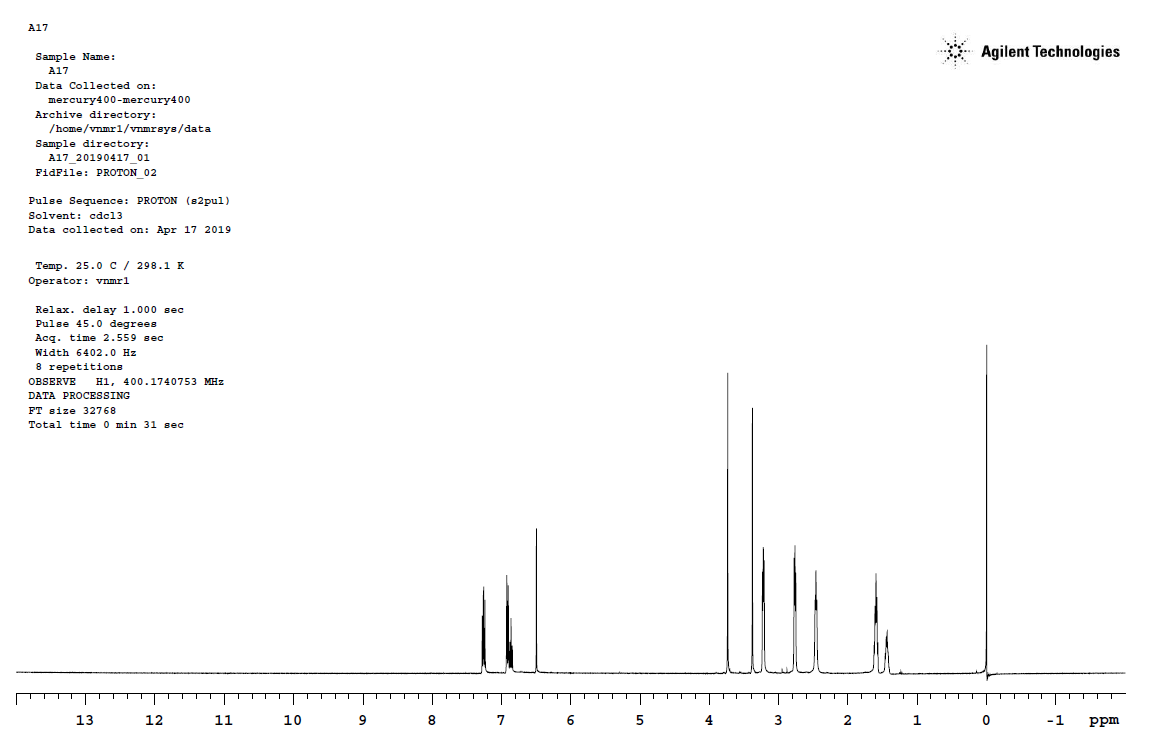 A17
Agilent Technologies
Sample Name:
A17
Data Collected on:
mercury400-mercury400
Archive directory:
/home/vnmr1/vnmrsys/data
Sample directory:
A17_20190417_01
FidFile: PROTON_02
Pulse Sequence: PROTON (s2pul)
Solvent: cdcl3
Data collected on: Apr 17 2019
Temp. 25.0 C / 298.1 K
Operator: vnmr1
Relax. delay 1.000 sec
Pulse 45.0 degrees
Acq. time 2.559 sec
Width 6402.0 Hz
8 repetitions
OBSERVE H1, 400.1740753 MHz
DATA PROCESSING
FT size 32768
Total time 0 min 31 sec
13 12 11 10 9 8 7 6 5 4 3 2 1 0 -1 ppm